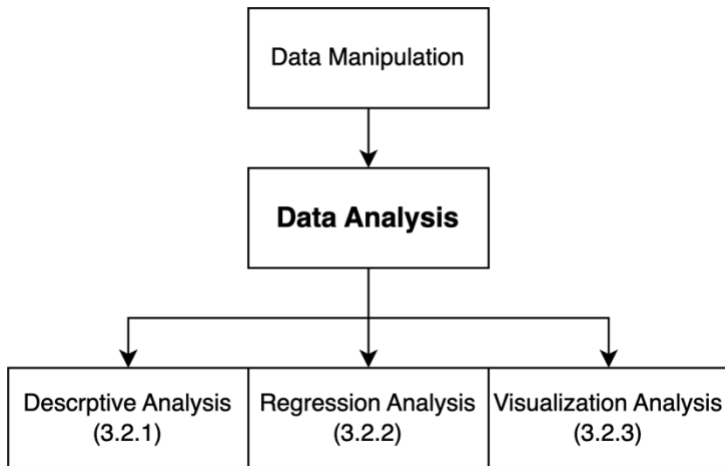 Data Manipulation
Data Analysis
Descrptive Analysis
(3.2.1)
Regression Analysis
(3.2.2)
Visualization Analysis
(3.2.3)